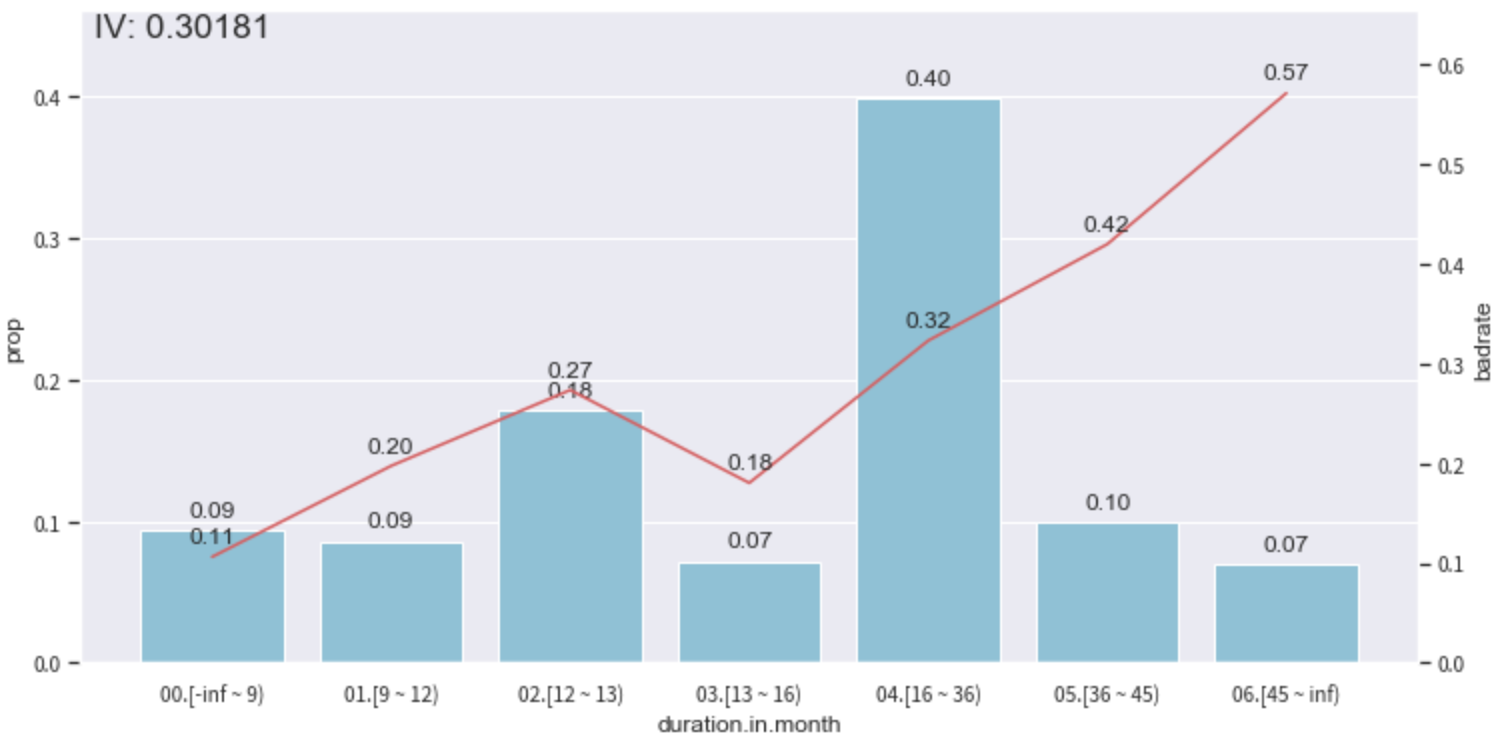 IV: 0.30181
prop
0.4
0.3
0.2
0.1
0.0
badrate
0.6
0.5
0.4
0.3
0.2
0.1
0.0
0.09
0.11
0.20
0.09
0.27
0.18
0.18
0.07
0.40
0.32
0.42
0.10
0.57
0.07
00.[-inf ~ 9)
01.[9 ~ 12)
02.[12 ~ 13)
03.[13 ~ 16)
04.[16 ~ 36)
05.[36 ~ 45)
06.[45 ~ inf)
duration.in.month